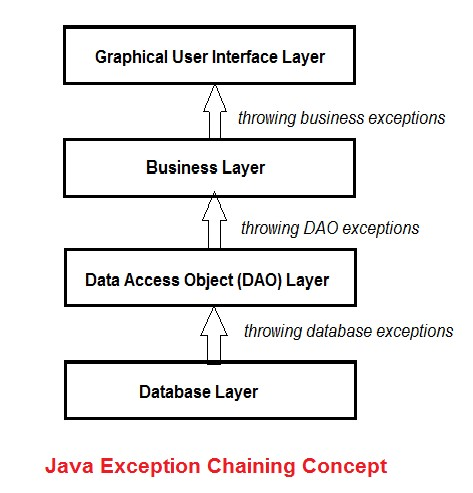 Graphical User Interface Layer
throwing business exceptions
Business Layer
throwing DAO exceptions
Data Access Object (DAO) Layer
throwing database exceptions
Database Layer
Java Exception Chaining Concept